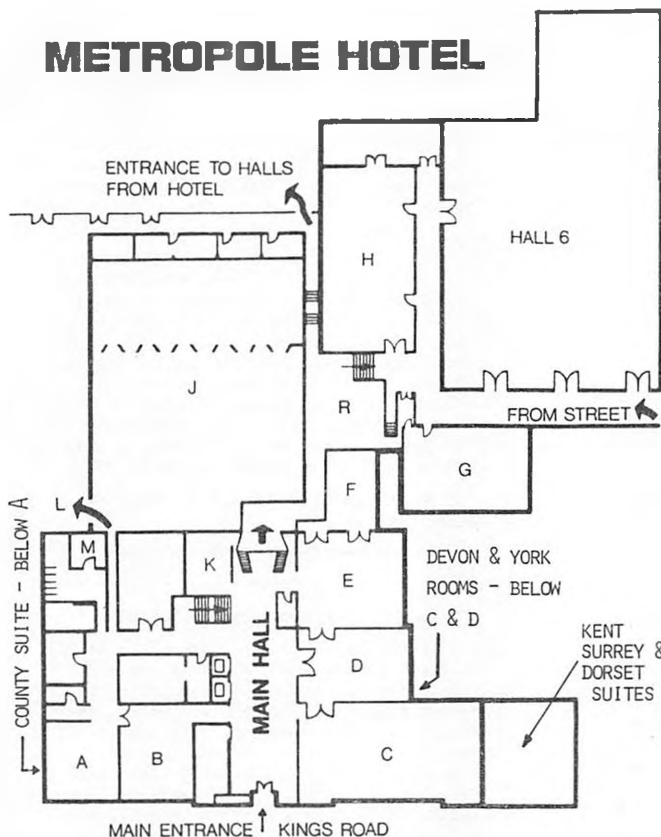 METROPOLE HOTEL
ENTRANCE TO HALLS
FROM HOTEL
H
HALL 6
J
R
FROM STREET
G
F
L
M
K
E
DEVON & YORK
ROOMS - BELOW
C & D
COUNTY SUITE - BELOW A
MAIN HALL
D
KENT
SURREY &
DORSET
SUITES
A
B
C
MAIN ENTRANCE KINGS ROAD